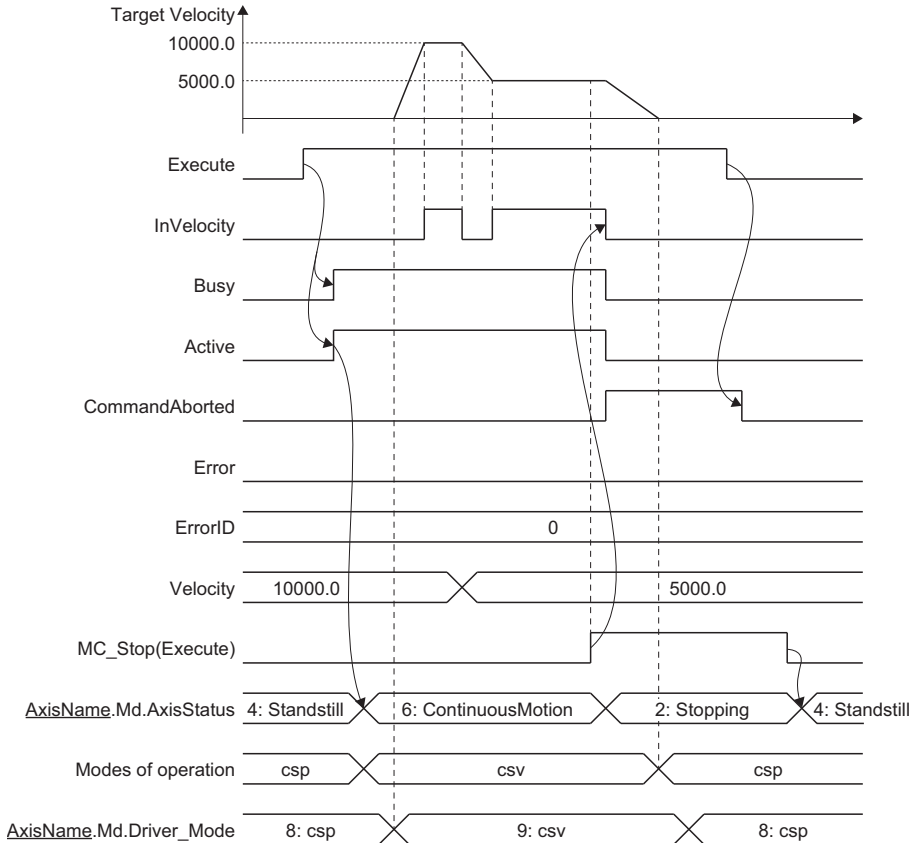 Target Velocity
10000.0
5000.0
Execute
InVelocity
Busy
Active
CommandAborted
Error
ErrorID 0
Velocity 10000.0 5000.0
MC_Stop(Execute)
AxisName.Md.AxisStatus 4: Standstill 6: ContinuousMotion 2: Stopping 4: Standstill
Modes of operation csp csv csp
AxisName.Md.Driver_Mode 8: csp 9: csv 8: csp